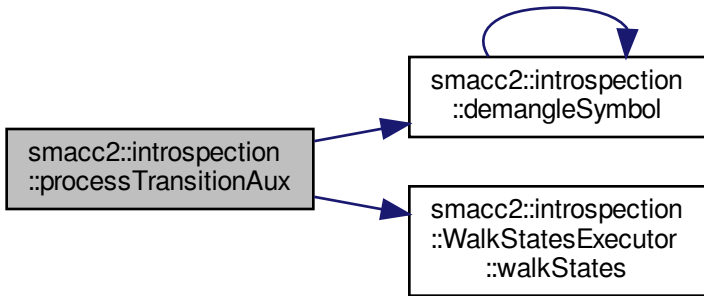 smacc2::introspection
::processTransitionAux
smacc2::introspection
::demangleSymbol
smacc2::introspection
::WalkStatesExecutor
::walkStates